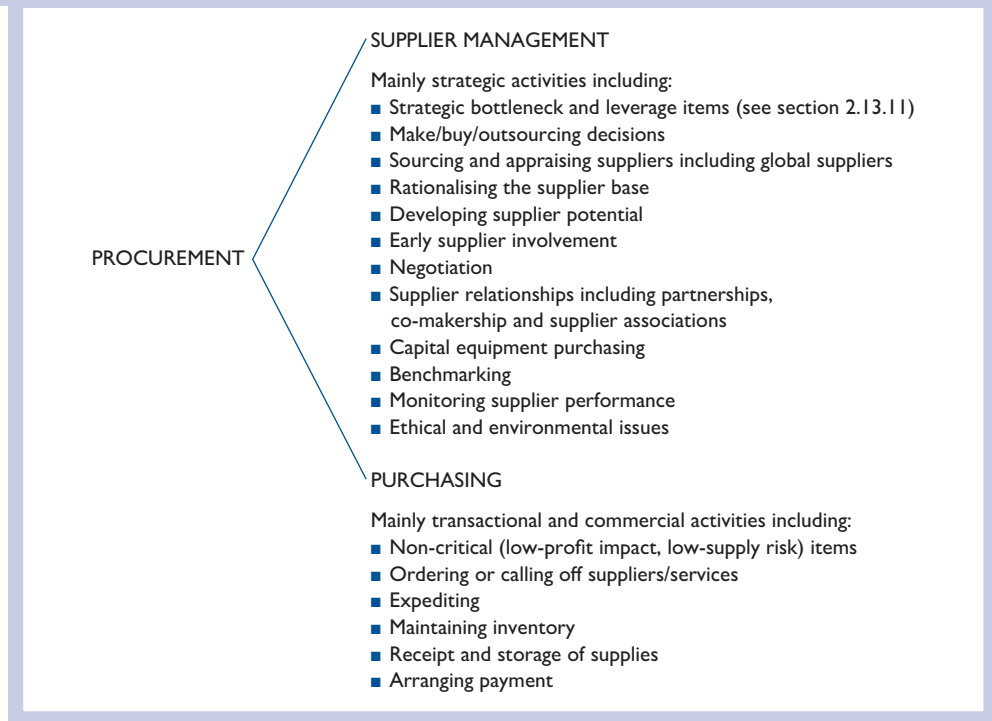 SUPPLIER MANAGEMENT
Mainly strategic activities including:
■ Strategic bottleneck and leverage items (see section 2.13.11)
■ Make/buy/outsourcing decisions
■ Sourcing and appraising suppliers including global suppliers
■ Rationalising the supplier base
■ Developing supplier potential
■ Early supplier involvement
PROCUREMENT
■ Negotiation
■ Supplier relationships including partnerships,
co-makership and supplier associations
■ Capital equipment purchasing
■ Benchmarking
■ Monitoring supplier performance
■ Ethical and environmental issues
PURCHASING
Mainly transactional and commercial activities including:
■ Non-critical (low-profit impact, low-supply risk) items
■ Ordering or calling off suppliers/services
■ Expediting
■ Maintaining inventory
■ Receipt and storage of supplies
■ Arranging payment